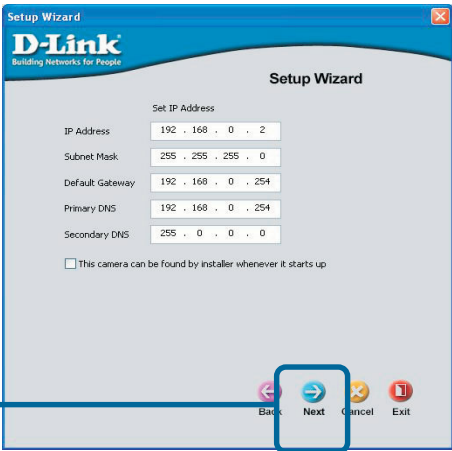 Setup Wizard
D-Link
Building Networks for People
Setup Wizard
Set IP Address
IP Address 192 . 168 . 0 . 2
Subnet Mask 255 . 255 . 255 . 0
Default Gateway 192 . 168 . 0 . 254
Primary DNS 192 . 168 . 0 . 254
Secondary DNS 255 . 0 . 0 . 0
This camera can be found by installer whenever it starts up
Back Next Cancel Exit